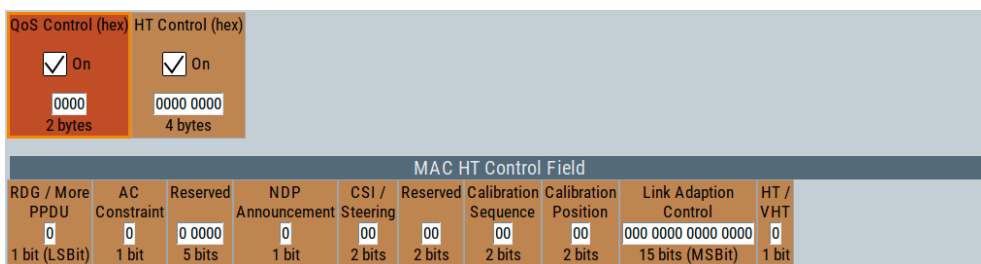 QoS Control (hex) HT Control (hex)
On On
0000 0000 0000
2 bytes 4 bytes
MAC HT Control Field
RDG / More AC Reserved NDP CSI / Reserved Calibration Calibration Link Adaption HT /
PPDU Constraint Announcement Steering Sequence Position Control VHT
0 0 0 0000 0 00 00 00 00 000 0000 0000 0000 0
1 bit (LSBit) 1 bit 5 bits 1 bit 2 bits 2 bits 2 bits 2 bits 15 bits (MSBit) 1 bit